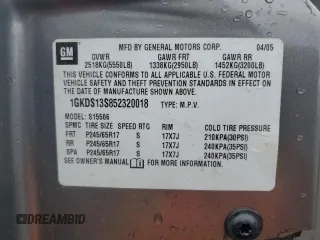 GM
MFD BY GENERAL MOTORS CORP. 04/05
GVWR GAWR FRT GAWR RR
2518KG(5550LB) 1338KG(2950LB) 1452KG(3200LB)
THIS VEHICLE CONFORMS TO ALL APPLICABLE U.S. FEDERAL MOTOR
VEHICLE SAFETY AND THEFT PREVENTION STANDARDS IN EFFECT
ON THE DATE OF MANUFACTURE SHOWN ABOVE.
1GKDS13S852320018 TYPE: M.P.V.
MODEL: S15506
SPMC TIRE SIZE SPEED RTG RIM COLD TIRE PRESSURE
FRT P245/65R17 S 17X7J 210KPA(30PSI)
RR P245/65R17 S 17X7J 240KPA(35PSI)
SPA P245/65R17 S 17X7J 240KPA(35PSI)
SEE OWNER'S MANUAL FOR MORE INFORMATION.
DREAMBID